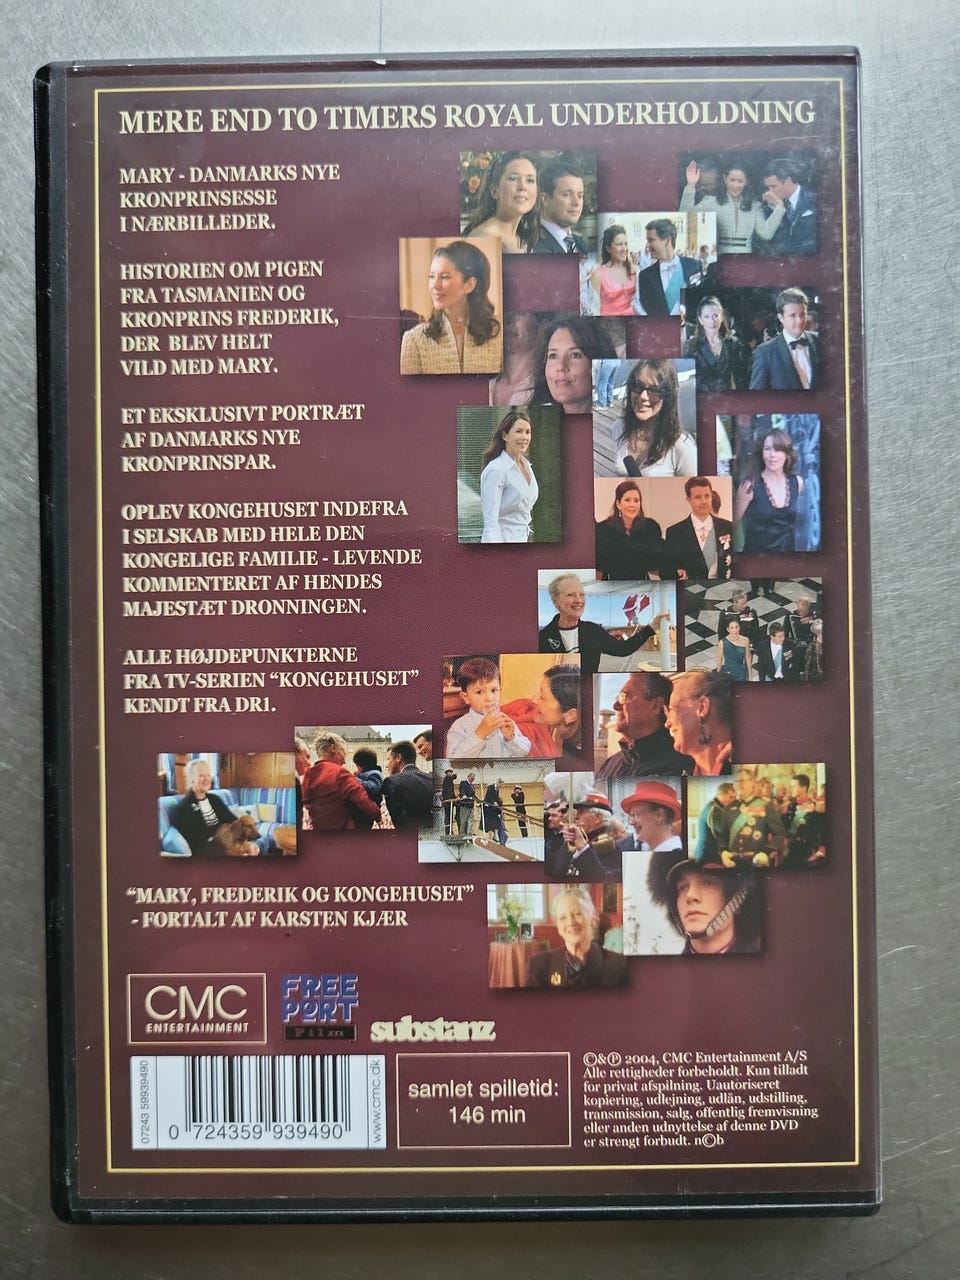 MERE END TO TIMERS ROYAL UNDERHOLDNING
MARY - DANMARKS NYE
KRONPRINSESSE
I NÆRBILLEDER.
HISTORIEN OM PIGEN
FRA TASMANIEN OG
KRONPRINS FREDERIK,
DER BLEV HELT
VILD MED MARY.
ET EKSKLUSIVT PORTRÆT
AF DANMARKS NYE
KRONPRINSPAR.
OPLEV KONGEHUSET INDEFRA
I SELSKAB MED HELE DEN
KONGELIGE FAMILIE - LEVENDE
KOMMENTERET AF HENDES
MAJESTÆT DRONNINGEN.
ALLE HØJDEPUNKTERNE
FRA TV-SERIEN “KONGEHUSET”
KENDT FRA DR1.
“MARY, FREDERIK OG KONGEHUSET”
- FORTALT AF KARSTEN KJÆR
CMC
ENTERTAINMENT
FREE
PORT
Film
substanz
07243 59939490
0 724359 939490
www.cmc.dk
samlet spilletid:
146 min
©&℗ 2004, CMC Entertainment A/S
Alle rettigheder forbeholdt. Kun tilladt
for privat afspilning. Uautoriseret
kopiering, udlejning, udlån, udstilling,
transmission, salg, offentlig fremvisning
eller anden udnyttelse af denne DVD
er strengt forbudt. n©b